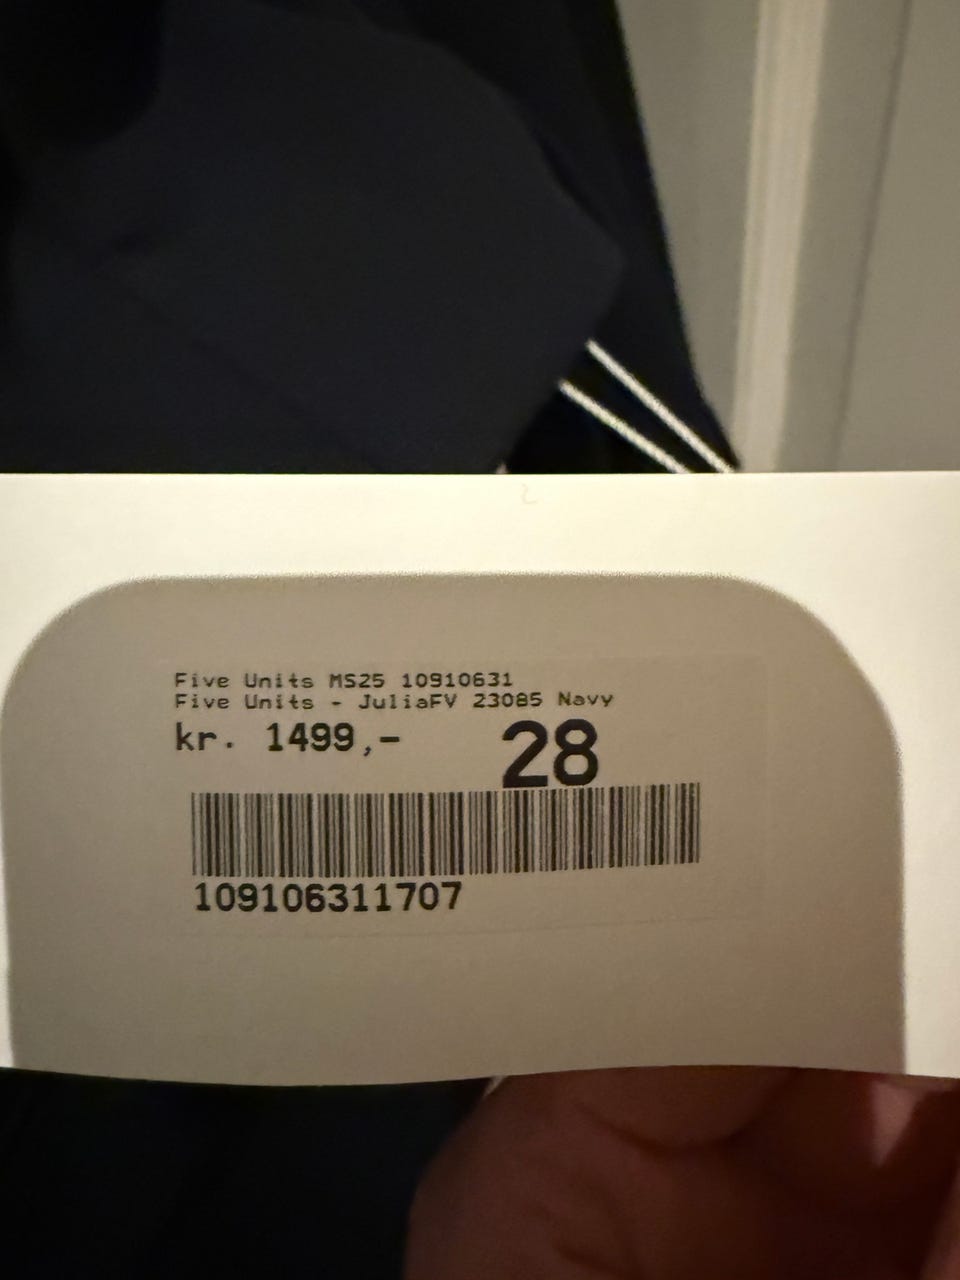 Five Units MS25 10910631
Five Units - JuliaFV 23085 Navy
kr. 1499,- 28
109106311707